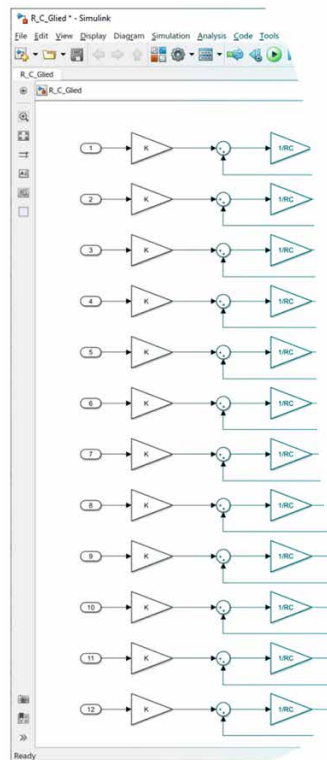 R_C_Glied * - Simulink
File Edit View Display Diagram Simulation Analysis Code Tools
R_C_Glied
R_C_Glied
1 K 1/RC
2 K 1/RC
3 K 1/RC
4 K 1/RC
5 K 1/RC
6 K 1/RC
7 K 1/RC
8 K 1/RC
9 K 1/RC
10 K 1/RC
11 K 1/RC
12 K 1/RC
Ready